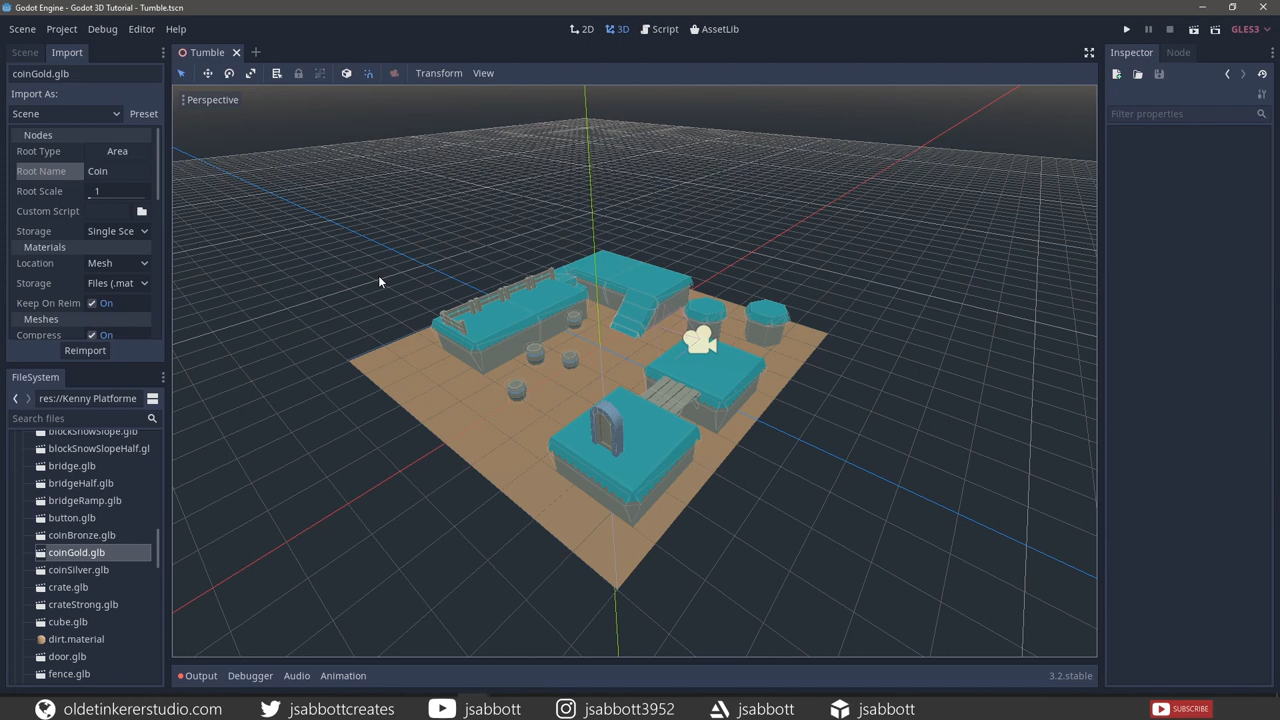 Godot Engine - Godot 3D Tutorial - Tumble.tscn
Scene Project Debug Editor Help
2D 3D Script AssetLib
GLES3
Scene Import
Tumble
Inspector Node
coinGold.glb
Transform View
Import As:
Scene Preset
Perspective
Filter properties
Nodes
Root Type Area
Root Name Coin
Root Scale 1
Custom Script
Storage Single Sce
Materials
Location Mesh
Storage Files (.mat
Keep On Reim On
Meshes
Compress On
Reimport
FileSystem
res://Kenny Platforme
Search files
blockSnowSlope.glb
blockSnowSlopeHalf.gl
bridge.glb
bridgeHalf.glb
bridgeRamp.glb
button.glb
coinBronze.glb
coinGold.glb
coinSilver.glb
crate.glb
crateStrong.glb
cube.glb
dirt.material
door.glb
fence.glb
Output Debugger Audio Animation
3.2.stable
oldetinkererstudio.com jsabbottcreates jsabbott jsabbott3952 jsabbott jsabbott SUBSCRIBE